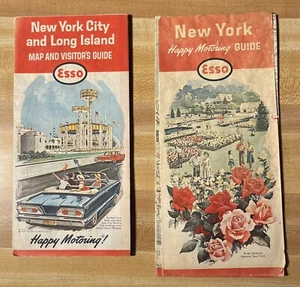 New York City
and Long Island
MAP AND VISITOR'S GUIDE
Esso
Happy Motoring!
New York
Happy Motoring GUIDE
Esso